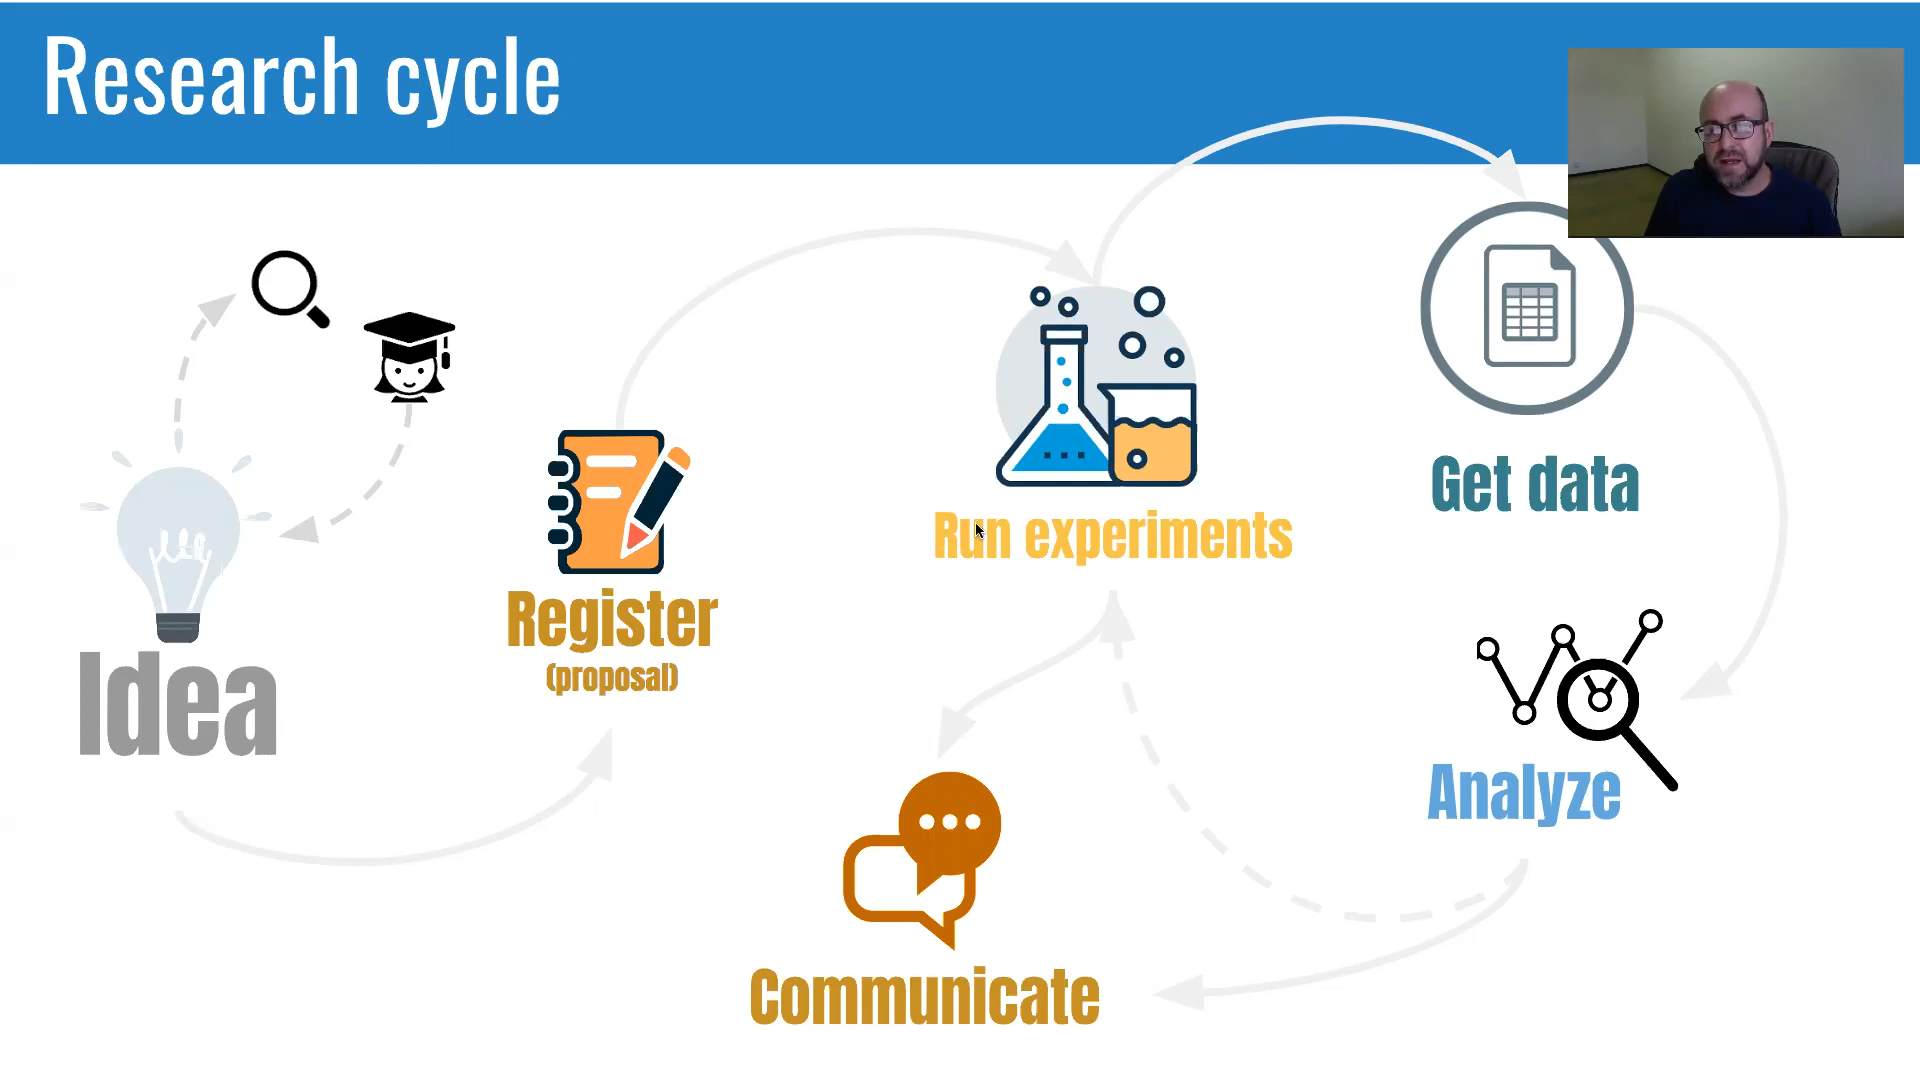 Research cycle
Idea
Register
(proposal)
Run experiments
Get data
Analyze
Communicate